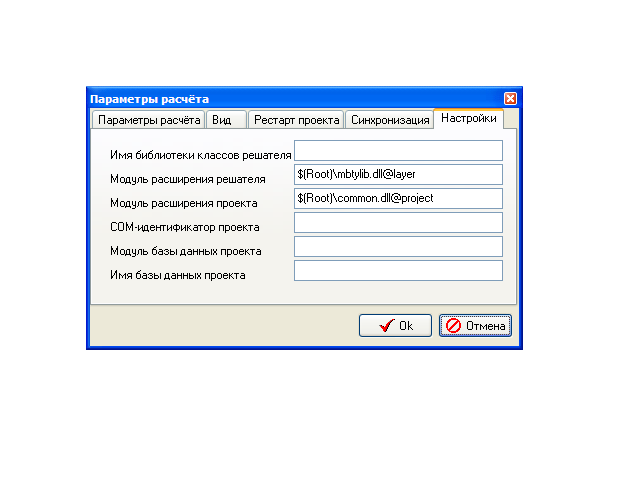 Параметры расчёта
Параметры расчёта Вид Рестарт проекта Синхронизация Настройки
Имя библиотеки классов решателя
Модуль расширения решателя $(Root)\mbtylib.dll@layer
Модуль расширения проекта $(Root)\common.dll@project
COM-идентификатор проекта
Модуль базы данных проекта
Имя базы данных проекта
Ok Отмена